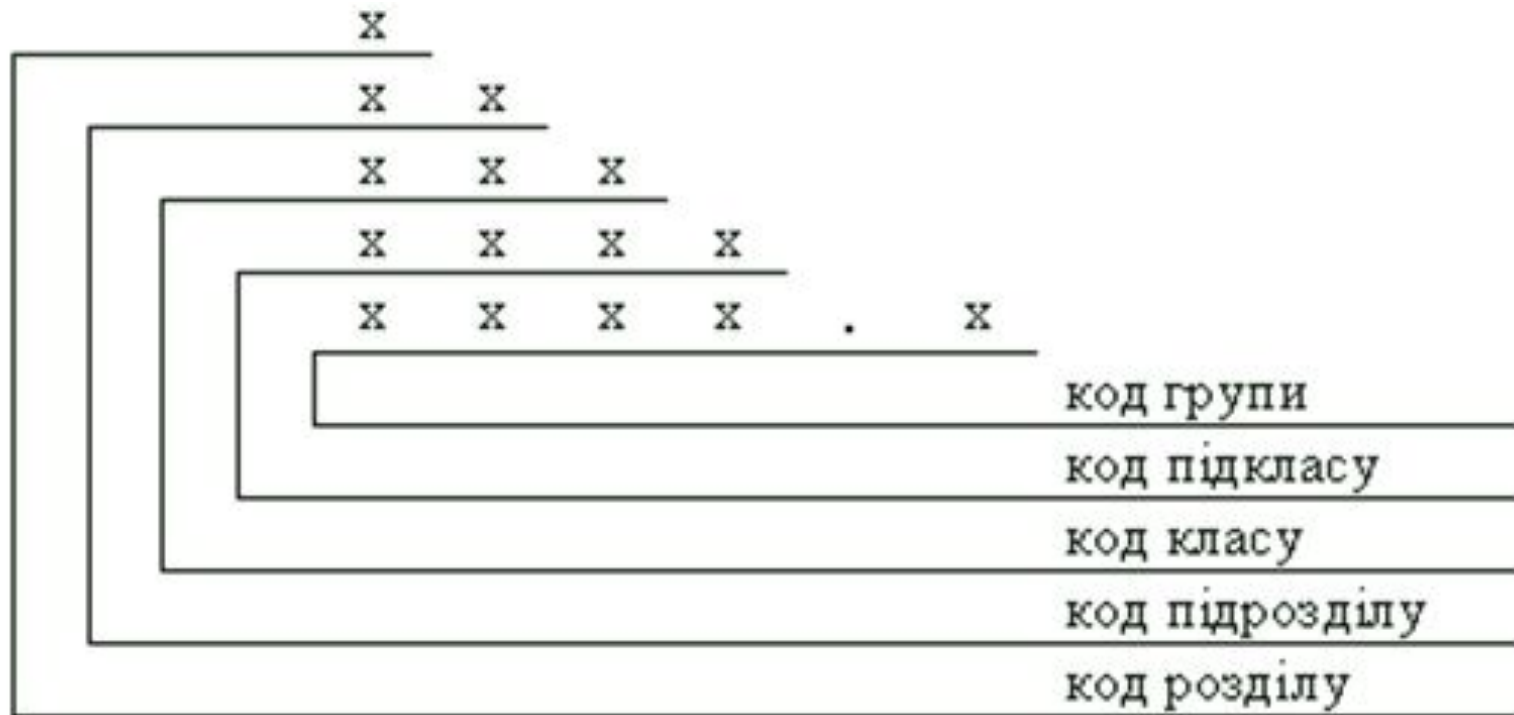 х
х х
х х х
х х х х
х х х х . х
код групи
код підкласу
код класу
код підрозділу
код розділу